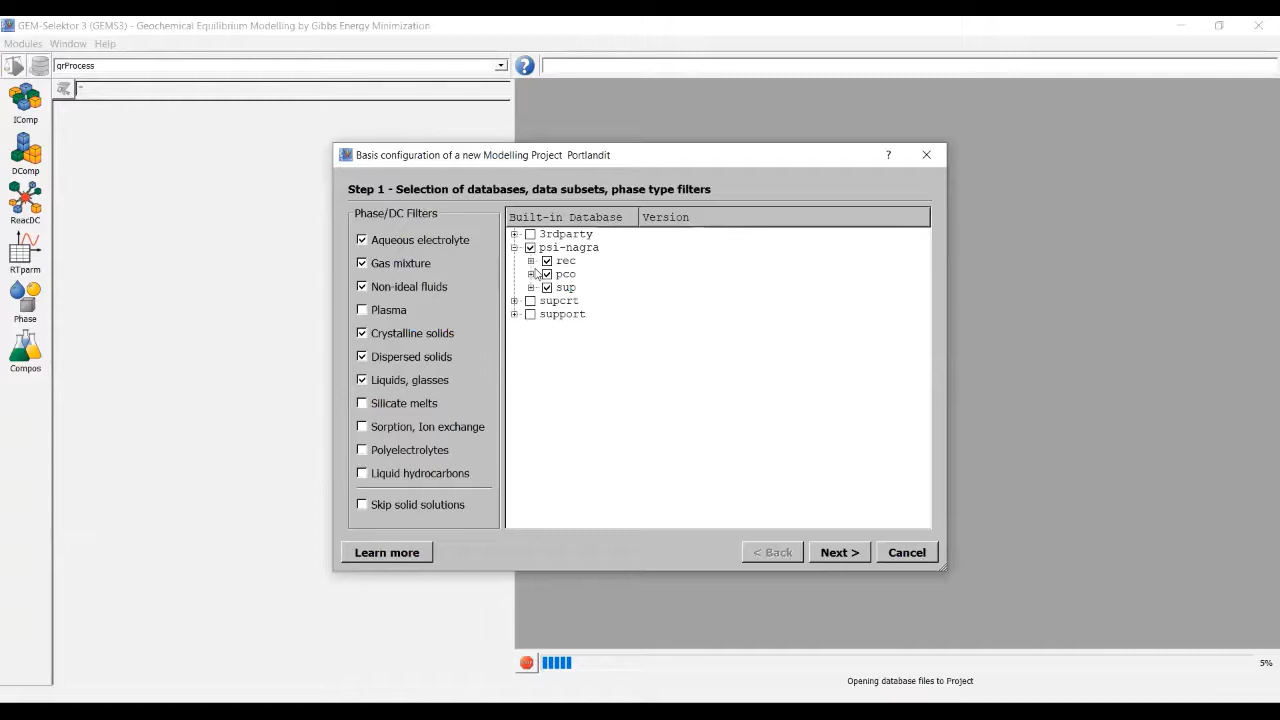 GEM-Selektor 3 (GEMS3) - Geochemical Equilibrium Modelling by Gibbs Energy Minimization
Modules Window Help
qrProcess
*
IComp
DComp
ReacDC
RTparm
Phase
Compos
Basis configuration of a new Modelling Project Portlandit
Step 1 - Selection of databases, data subsets, phase type filters
Phase/DC Filters
Aqueous electrolyte
Gas mixture
Non-ideal fluids
Plasma
Crystalline solids
Dispersed solids
Liquids, glasses
Silicate melts
Sorption, Ion exchange
Polyelectrolytes
Liquid hydrocarbons
Skip solid solutions
Built-in Database Version
3rdparty
psi-nagra
rec
pco
sup
supcrt
support
Learn more
< Back Next > Cancel
5%
Opening database files to Project